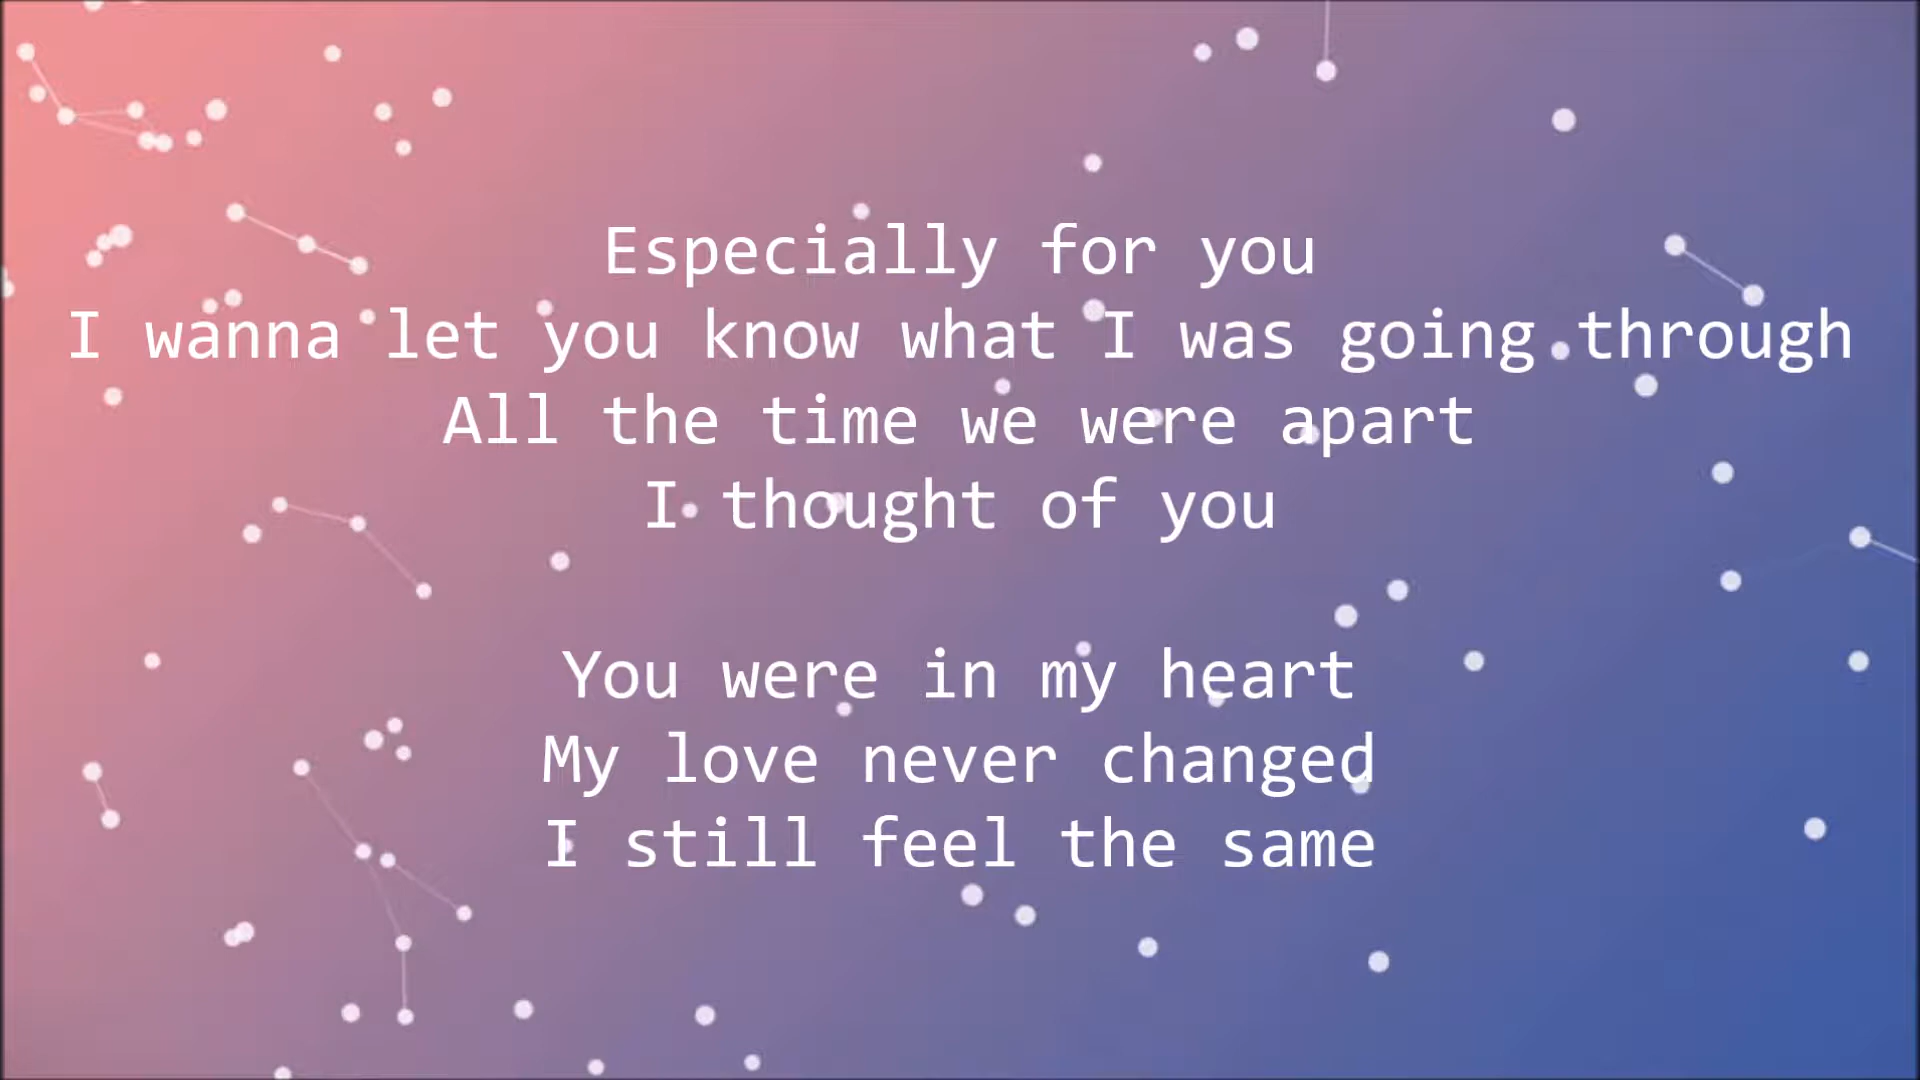 Especially for you
I wanna let you know what I was going through
All the time we were apart
I thought of you
You were in my heart
My love never changed
I still feel the same